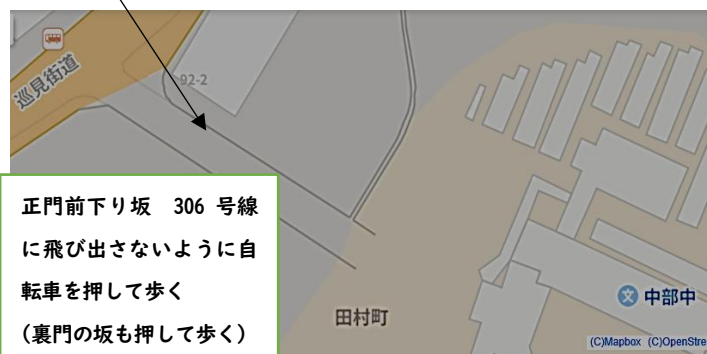 巡見街道
92-2
正門前下り坂　306 号線
に飛び出さないように自
転車を押して歩く
(裏門の坂も押して歩く)
田村町
中部中
(C)Mapbox (C)OpenStre